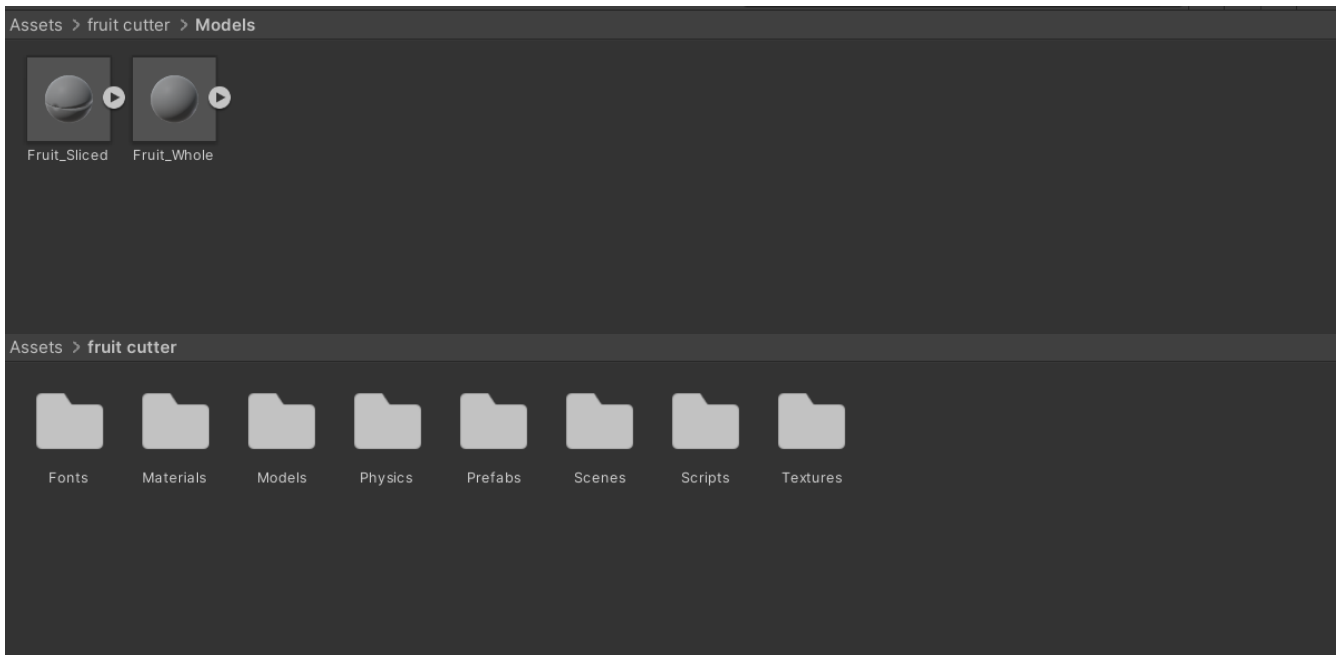 Assets > fruit cutter > Models
Fruit_Sliced Fruit_Whole
Assets > fruit cutter
Fonts Materials Models Physics Prefabs Scenes Scripts Textures